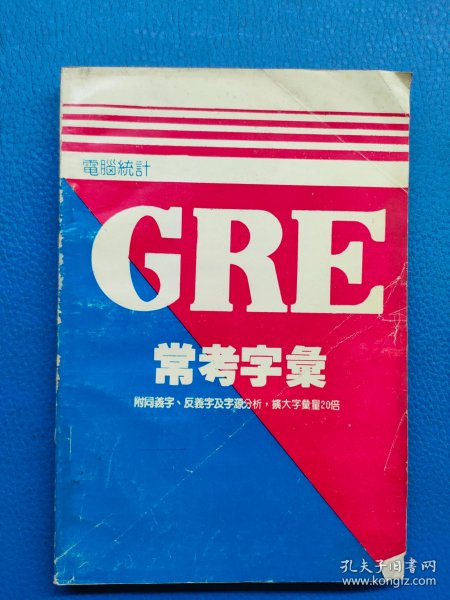 電腦統計
GRE
常考字彙
附同義字、反義字及字源分析，擴大字彙量20倍
孔夫子旧书网
www.kongfz.com